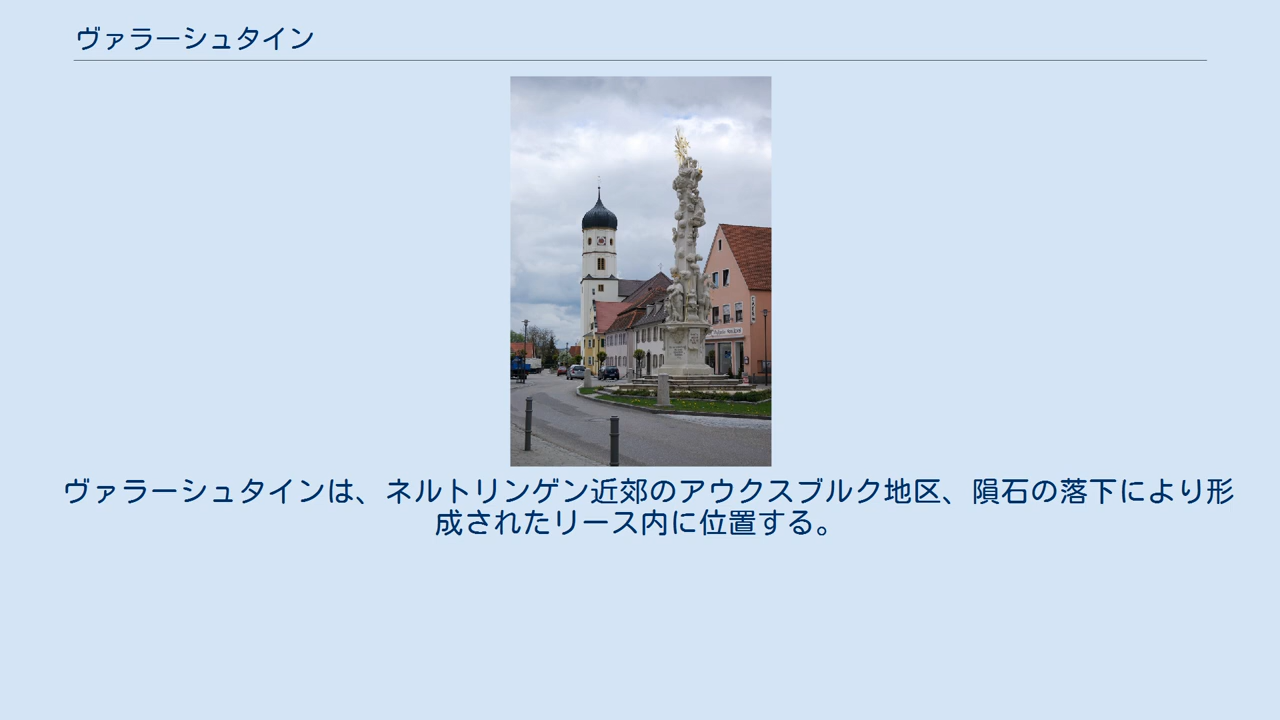 ヴァラーシュタイン
ヴァラーシュタインは、ネルトリンゲン近郊のアウクスブルク地区、隕石の落下により形
成されたリース内に位置する。